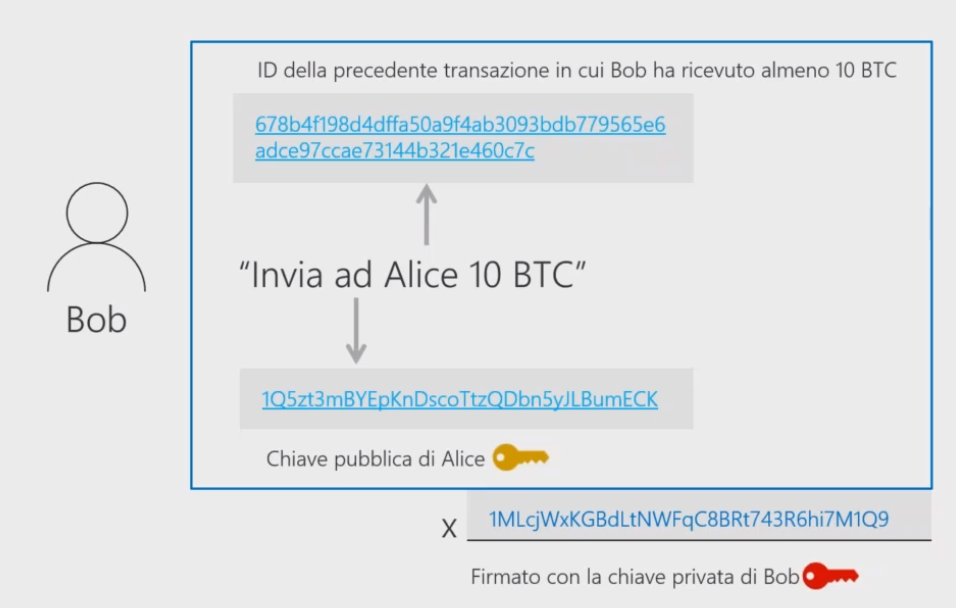 ID della precedente transazione in cui Bob ha ricevuto almeno 10 BTC
678b4f198d4dffa50a9f4ab3093bdb779565e6
adce97ccae73144b321e460c7c
“Invia ad Alice 10 BTC”
Bob
1Q5zt3mBYEpKnDscoTtzQDbn5yJLBumECK
Chiave pubblica di Alice
X 1MLcjWxKGBdLtNWFqC8BRt743R6hi7M1Q9
Firmato con la chiave privata di Bob